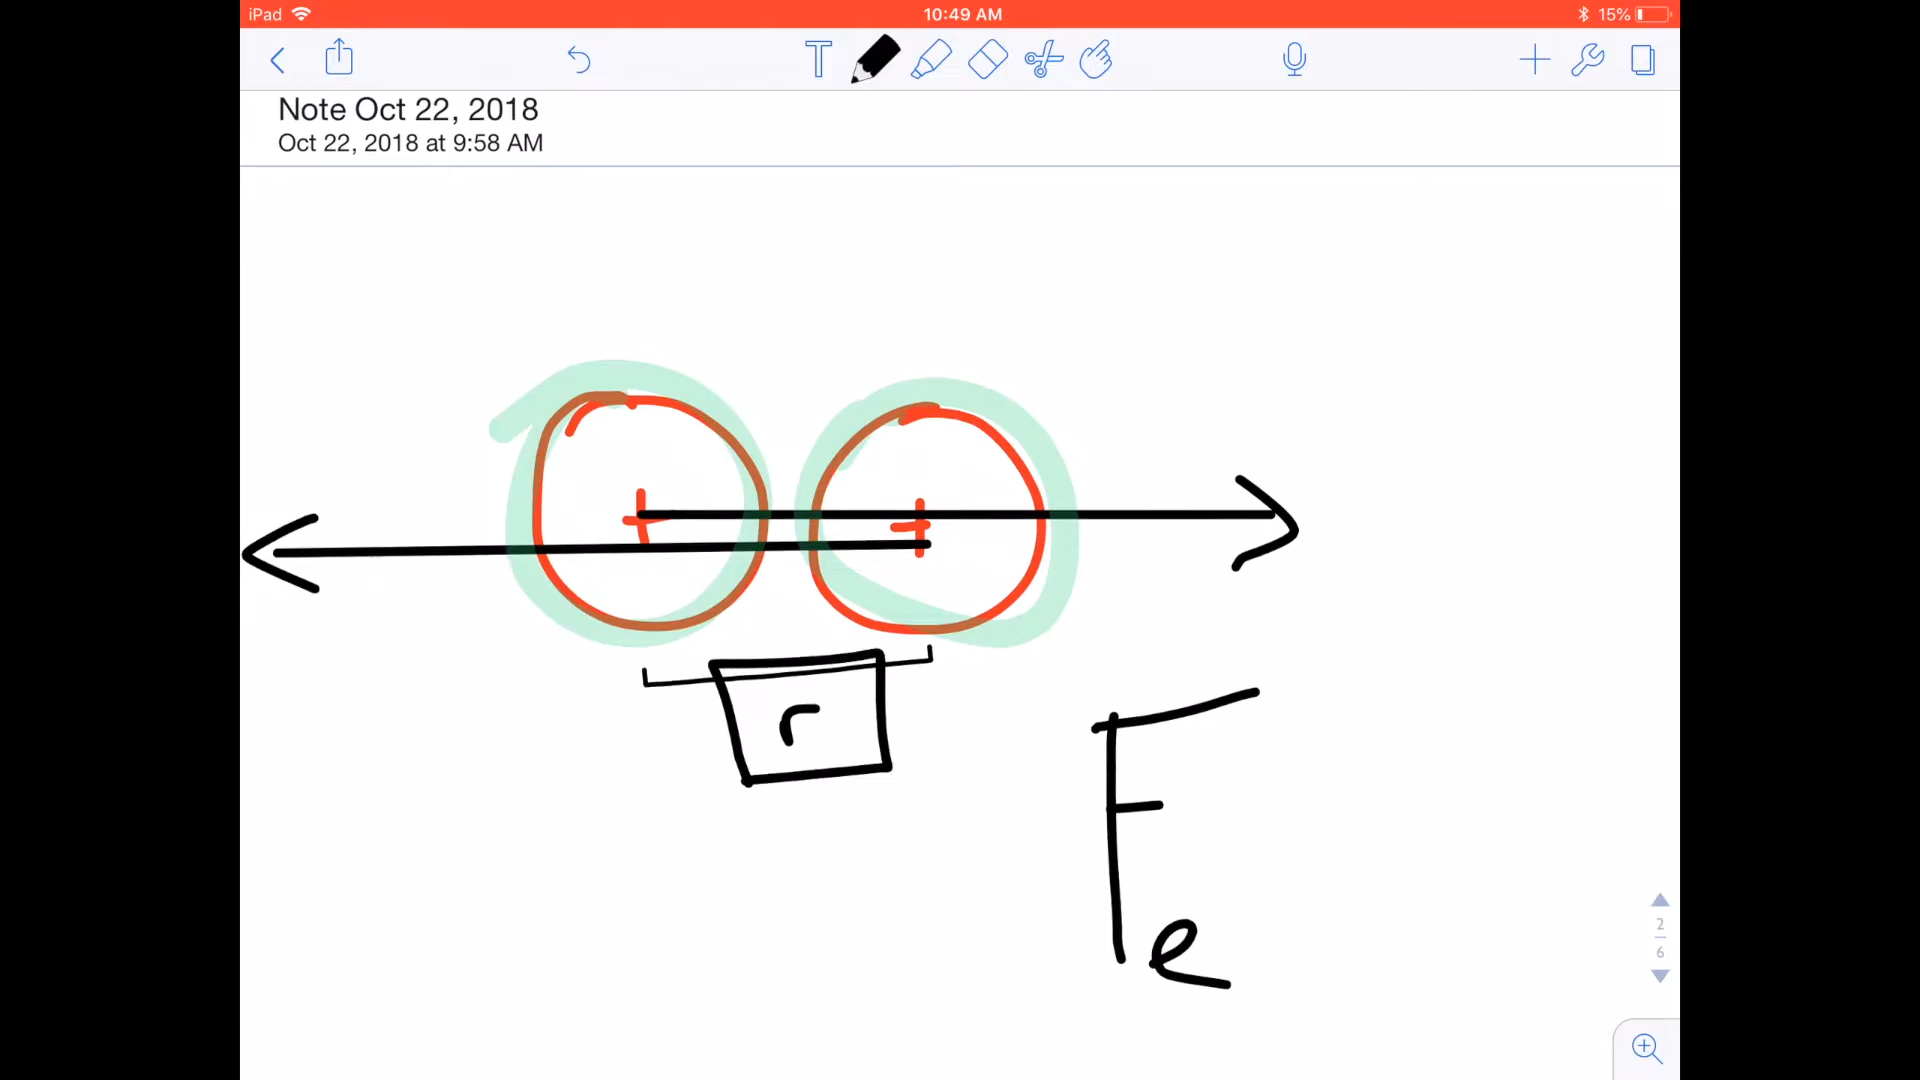 iPad 10:49 AM 15%
T
Note Oct 22, 2018
Oct 22, 2018 at 9:58 AM
+ +
r
Fe
2
6